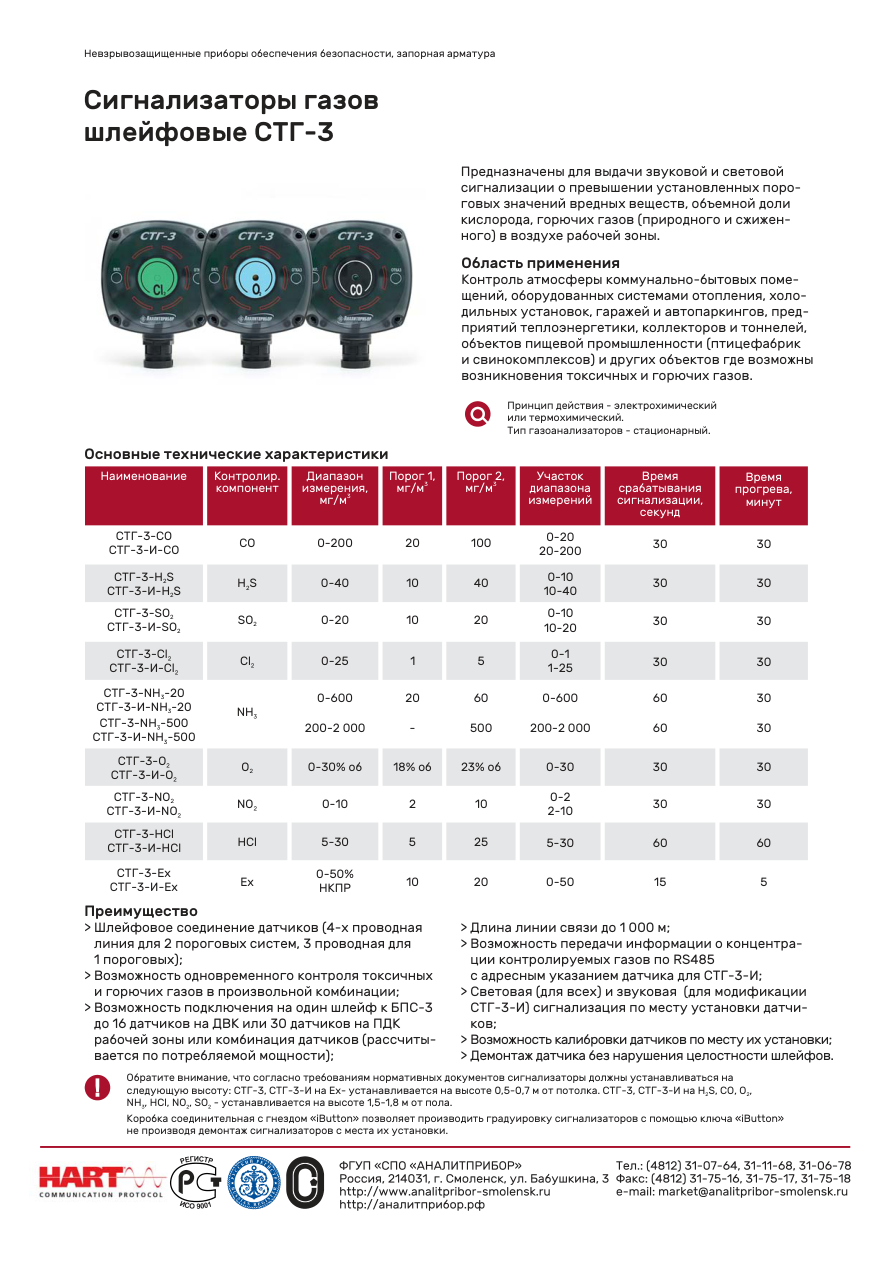 Невзрывозащищенные приборы обеспечения безопасности, запорная арматура
Сигнализаторы газов
шлейфовые СТГ-3
СТГ-3 СТГ-3 СТГ-3
ВКЛ. ОТКАЗ
Cl₂ O₂ CO
АНАЛИТПРИБОР
Предназначены для выдачи звуковой и световой
сигнализации о превышении установленных поро-
говых значений вредных веществ, объемной доли
кислорода, горючих газов (природного и сжижен-
ного) в воздухе рабочей зоны.
Область применения
Контроль атмосферы коммунально-бытовых поме-
щений, оборудованных системами отопления, холо-
дильных установок, гаражей и автопаркингов, пред-
приятий теплоэнергетики, коллекторов и тоннелей,
объектов пищевой промышленности (птицефабрик
и свинокомплексов) и других объектов где возможны
возникновения токсичных и горючих газов.
Принцип действия - электрохимический
или термохимический.
Тип газоанализаторов - стационарный.
Основные технические характеристики
Наименование Контролир. компонент Диапазон измерения, мг/м³ Порог 1, мг/м³ Порог 2, мг/м³ Участок диапазона измерений Время срабатывания сигнализации, секунд Время прогрева, минут
СТГ-3-CO
СТГ-3-И-CO CO 0-200 20 100 0-20
20-200 30 30
СТГ-3-H₂S
СТГ-3-И-H₂S H₂S 0-40 10 40 0-10
10-40 30 30
СТГ-3-SO₂
СТГ-3-И-SO₂ SO₂ 0-20 10 20 0-10
10-20 30 30
СТГ-3-Cl₂
СТГ-3-И-Cl₂ Cl₂ 0-25 1 5 0-1
1-25 30 30
СТГ-3-NH₃-20
СТГ-3-И-NH₃-20 NH₃ 0-600 20 60 0-600 60 30
СТГ-3-NH₃-500
СТГ-3-И-NH₃-500 200-2 000 - 500 200-2 000 60 30
СТГ-3-O₂
СТГ-3-И-O₂ O₂ 0-30% об 18% об 23% об 0-30 30 30
СТГ-3-NO₂
СТГ-3-И-NO₂ NO₂ 0-10 2 10 0-2
2-10 30 30
СТГ-3-HCl
СТГ-3-И-HCl HCl 5-30 5 25 5-30 60 60
СТГ-3-Ex
СТГ-3-И-Ex Ex 0-50%
НКПР 10 20 0-50 15 5
Преимущество
> Шлейфовое соединение датчиков (4-х проводная
линия для 2 пороговых систем, 3 проводная для
1 пороговых);
> Возможность одновременного контроля токсичных
и горючих газов в произвольной комбинации;
> Возможность подключения на один шлейф к БПС-3
до 16 датчиков на ДВК или 30 датчиков на ПДК
рабочей зоны или комбинация датчиков (рассчиты-
вается по потребляемой мощности);
> Длина линии связи до 1 000 м;
> Возможность передачи информации о концентра-
ции контролируемых газов по RS485
с адресным указанием датчика для СТГ-3-И;
> Световая (для всех) и звуковая (для модификации
СТГ-3-И) сигнализация по месту установки датчи-
ков;
> Возможность калибровки датчиков по месту их установки;
> Демонтаж датчика без нарушения целостности шлейфов.
Обратите внимание, что согласно требованиям нормативных документов сигнализаторы должны устанавливаться на
следующую высоту: СТГ-3, СТГ-3-И на Ex- устанавливается на высоте 0,5-0,7 м от потолка. СТГ-3, СТГ-3-И на H₂S, CO, O₂,
NH₃, HCl, NO₂, SO₂ - устанавливается на высоте 1,5-1,8 м от пола.
Коробка соединительная с гнездом «iButton» позволяет производить градуировку сигнализаторов с помощью ключа «iButton»
не производя демонтаж сигнализаторов с места их установки.
HART
COMMUNICATION PROTOCOL
РЕГИСТР
ИСО 9001
ФГУП «СПО «АНАЛИТПРИБОР»
Россия, 214031, г. Смоленск, ул. Бабушкина, 3
http://www.analitpribor-smolensk.ru
http://аналитприбор.рф
Тел.: (4812) 31-07-64, 31-11-68, 31-06-78
Факс: (4812) 31-75-16, 31-75-17, 31-75-18
e-mail: market@analitpribor-smolensk.ru